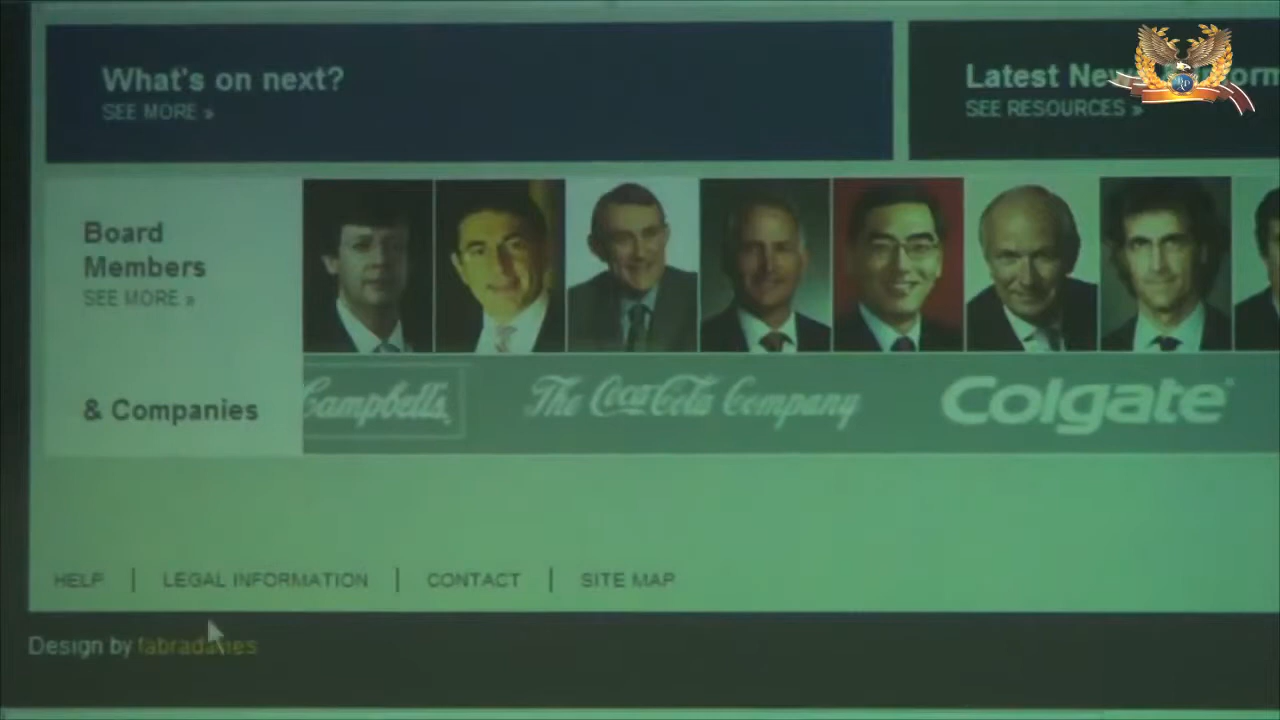 What's on next?
SEE MORE »
Latest New
SEE RESOURCES »
Board
Members
SEE MORE »
& Companies
Campbell's
The Coca-Cola Company
Colgate
HELP | LEGAL INFORMATION | CONTACT | SITE MAP
Design by